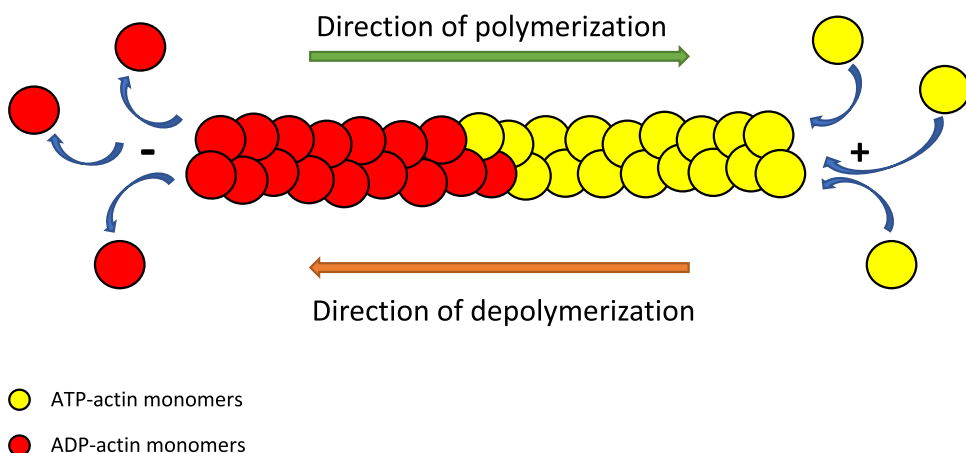 Direction of polymerization
-
+
Direction of depolymerization
ATP-actin monomers
ADP-actin monomers